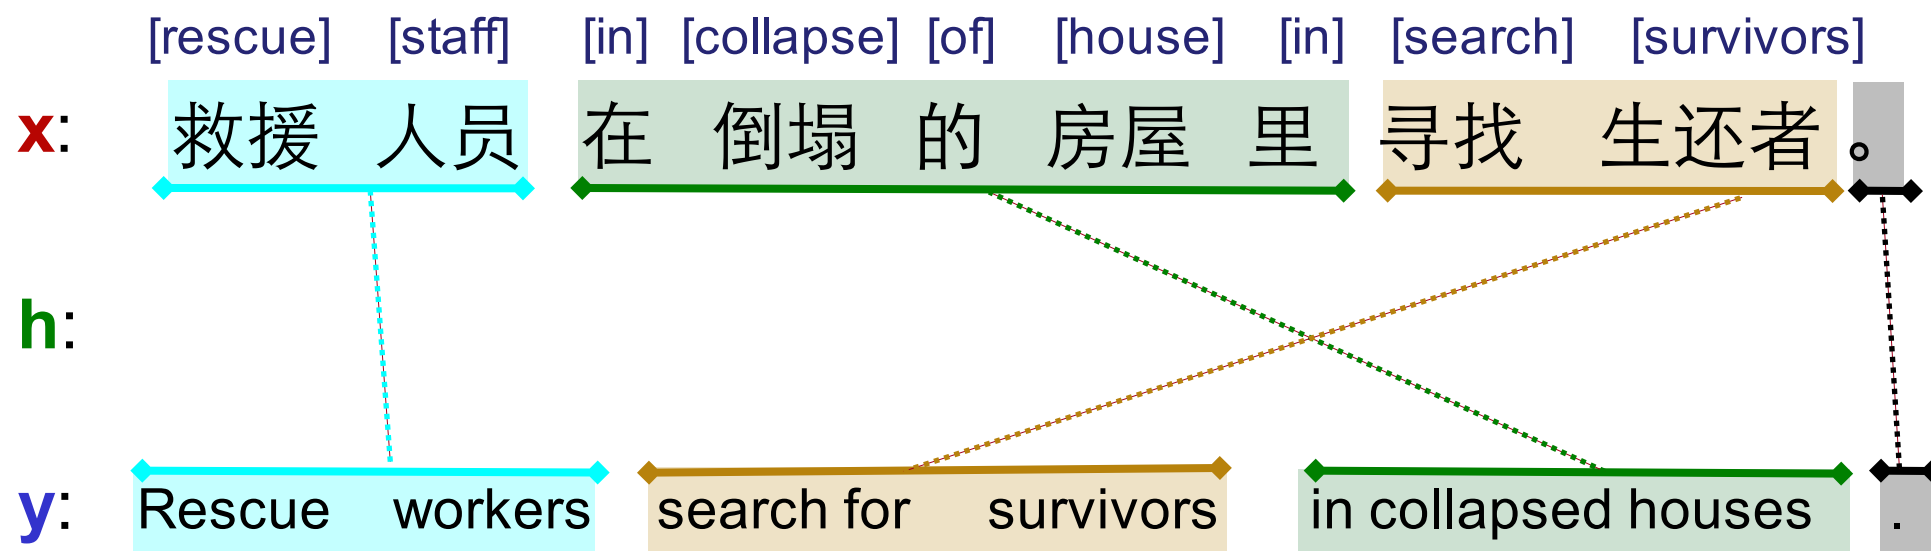 [rescue] [staff] [in] [collapse] [of] [house] [in] [search] [survivors]
x: 救援 人员 在 倒塌 的 房屋 里 寻找 生还者 。
h:
y: Rescue workers search for survivors in collapsed houses .